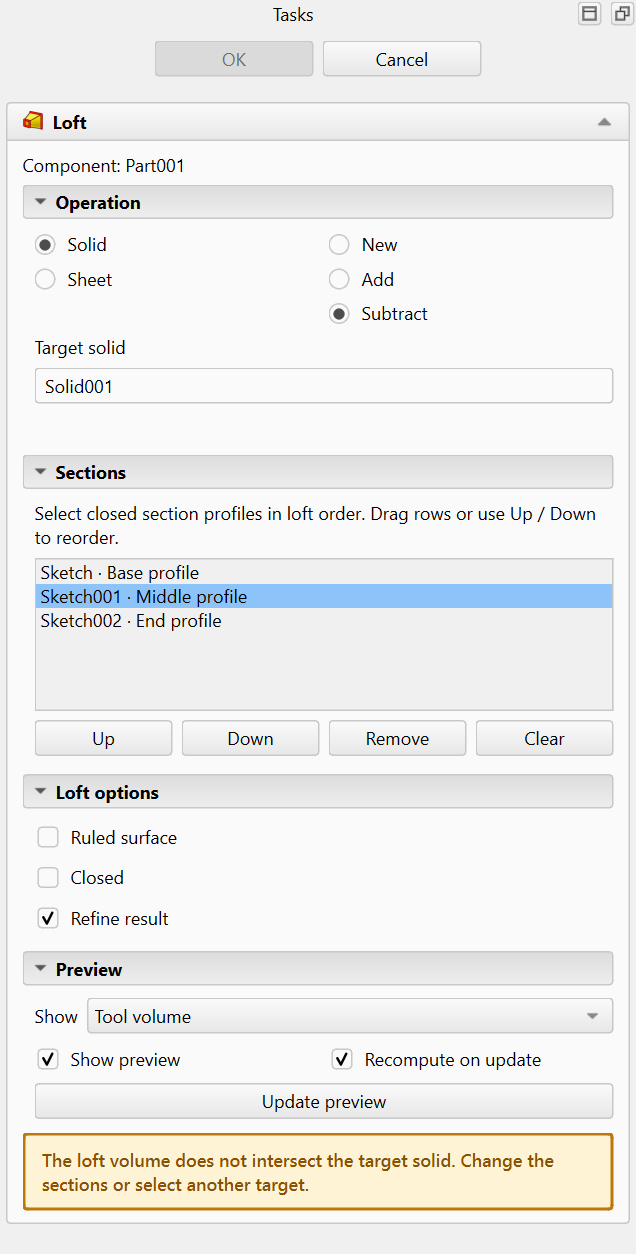 Tasks
OK
Cancel
Loft
Component: Part001
Operation
Solid
New
Sheet
Add
Subtract
Target solid
Solid001
Sections
Select closed section profiles in loft order. Drag rows or use Up / Down
to reorder.
Sketch · Base profile
Sketch001 · Middle profile
Sketch002 · End profile
Up
Down
Remove
Clear
Loft options
Ruled surface
Closed
Refine result
Preview
Show
Tool volume
Show preview
Recompute on update
Update preview
The loft volume does not intersect the target solid. Change the
sections or select another target.